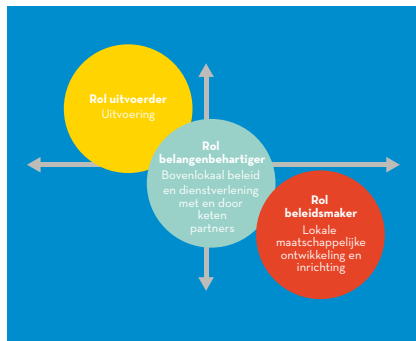 Rol uitvoerder
Uitvoering
Rol
belangenbehartiger
Bovenlokaal beleid
en dienstverlening
met en door
keten
partners
Rol
beleidsmaker
Lokale
maatschappelijke
ontwikkeling en
inrichting